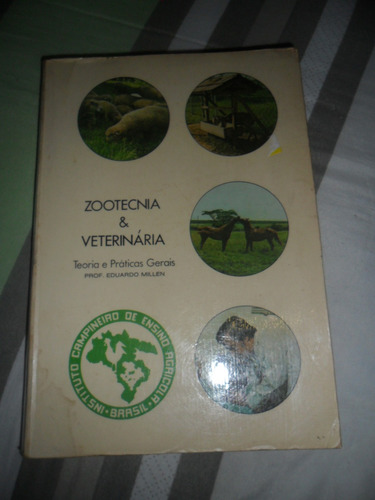 ZOOTECNIA
&
VETERINÁRIA
Teoria e Práticas Gerais
PROF. EDUARDO MILLEN
INSTITUTO CAMPINEIRO DE ENSINO AGRÍCOLA
· BRASIL ·